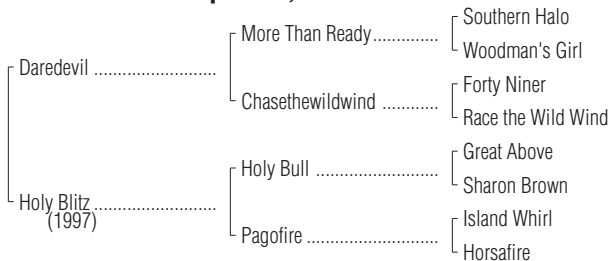 Southern Halo
More Than Ready..............
Woodman's Girl
Daredevil ..........................
Forty Niner
Chasethewildwind ............
Race the Wild Wind
Great Above
Holy Bull ..........................
Sharon Brown
Holy Blitz..........................
(1997)
Island Whirl
Pagofire ............................
Horsafire